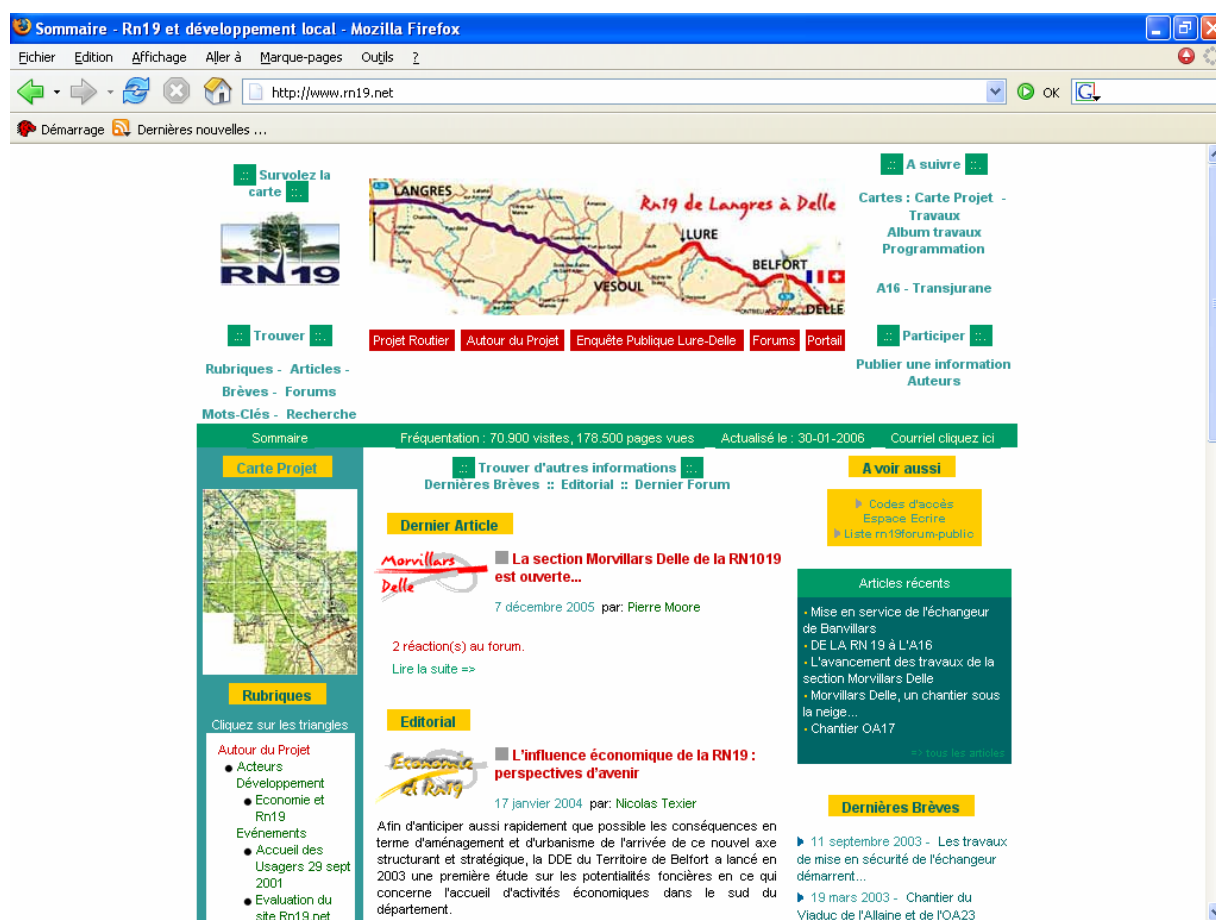 Sommaire - Rn19 et développement local - Mozilla Firefox
Fichier Edition Affichage Aller à Marque-pages Outils ?
http://www.rn19.net
OK
G
Démarrage Dernières nouvelles ...
.:: Survolez la
carte ::.
RN19
LANGRES
Rn19 de Langres à Delle
LURE
BELFORT
VESOUL
DELLE
.:: A suivre ::.
Cartes : Carte Projet -
Travaux
Album travaux
Programmation
A16 - Transjurane
.:: Trouver ::.
Rubriques - Articles -
Brèves - Forums
Mots-Clés - Recherche
Projet Routier Autour du Projet Enquête Publique Lure-Delle Forums Portail
.:: Participer ::.
Publier une information
Auteurs
Sommaire Fréquentation : 70.900 visites, 178.500 pages vues Actualisé le : 30-01-2006 Courriel cliquez ici
Carte Projet
Rubriques
Cliquez sur les triangles
Autour du Projet
Acteurs
Développement
Economie et
Rn19
Evénements
Accueil des
Usagers 29 sept
2001
Evaluation du
site Rn19.net
.:: Trouver d'autres informations ::.
Dernières Brèves :: Editorial :: Dernier Forum
Dernier Article
Morvillars
Delle
La section Morvillars Delle de la RN1019
est ouverte...
7 décembre 2005 par: Pierre Moore
2 réaction(s) au forum.
Lire la suite =>
Editorial
Economie
et Rn19
L'influence économique de la RN19 :
perspectives d'avenir
17 janvier 2004 par: Nicolas Texier
Afin d'anticiper aussi rapidement que possible les conséquences en
terme d'aménagement et d'urbanisme de l'arrivée de ce nouvel axe
structurant et stratégique, la DDE du Territoire de Belfort a lancé en
2003 une première étude sur les potentialités foncières en ce qui
concerne l'accueil d'activités économiques dans le sud du
département.
A voir aussi
Codes d'accès
Espace Ecrire
Liste rn19forum-public
Articles récents
• Mise en service de l'échangeur
de Banvillars
• DE LA RN 19 à L'A16
• L'avancement des travaux de la
section Morvillars Delle
• Morvillars Delle, un chantier sous
la neige...
• Chantier OA17
=> tous les articles
Dernières Brèves
11 septembre 2003 - Les travaux
de mise en sécurité de l'échangeur
démarrent...
19 mars 2003 - Chantier du
Viaduc de l'Allaine et de l'OA23